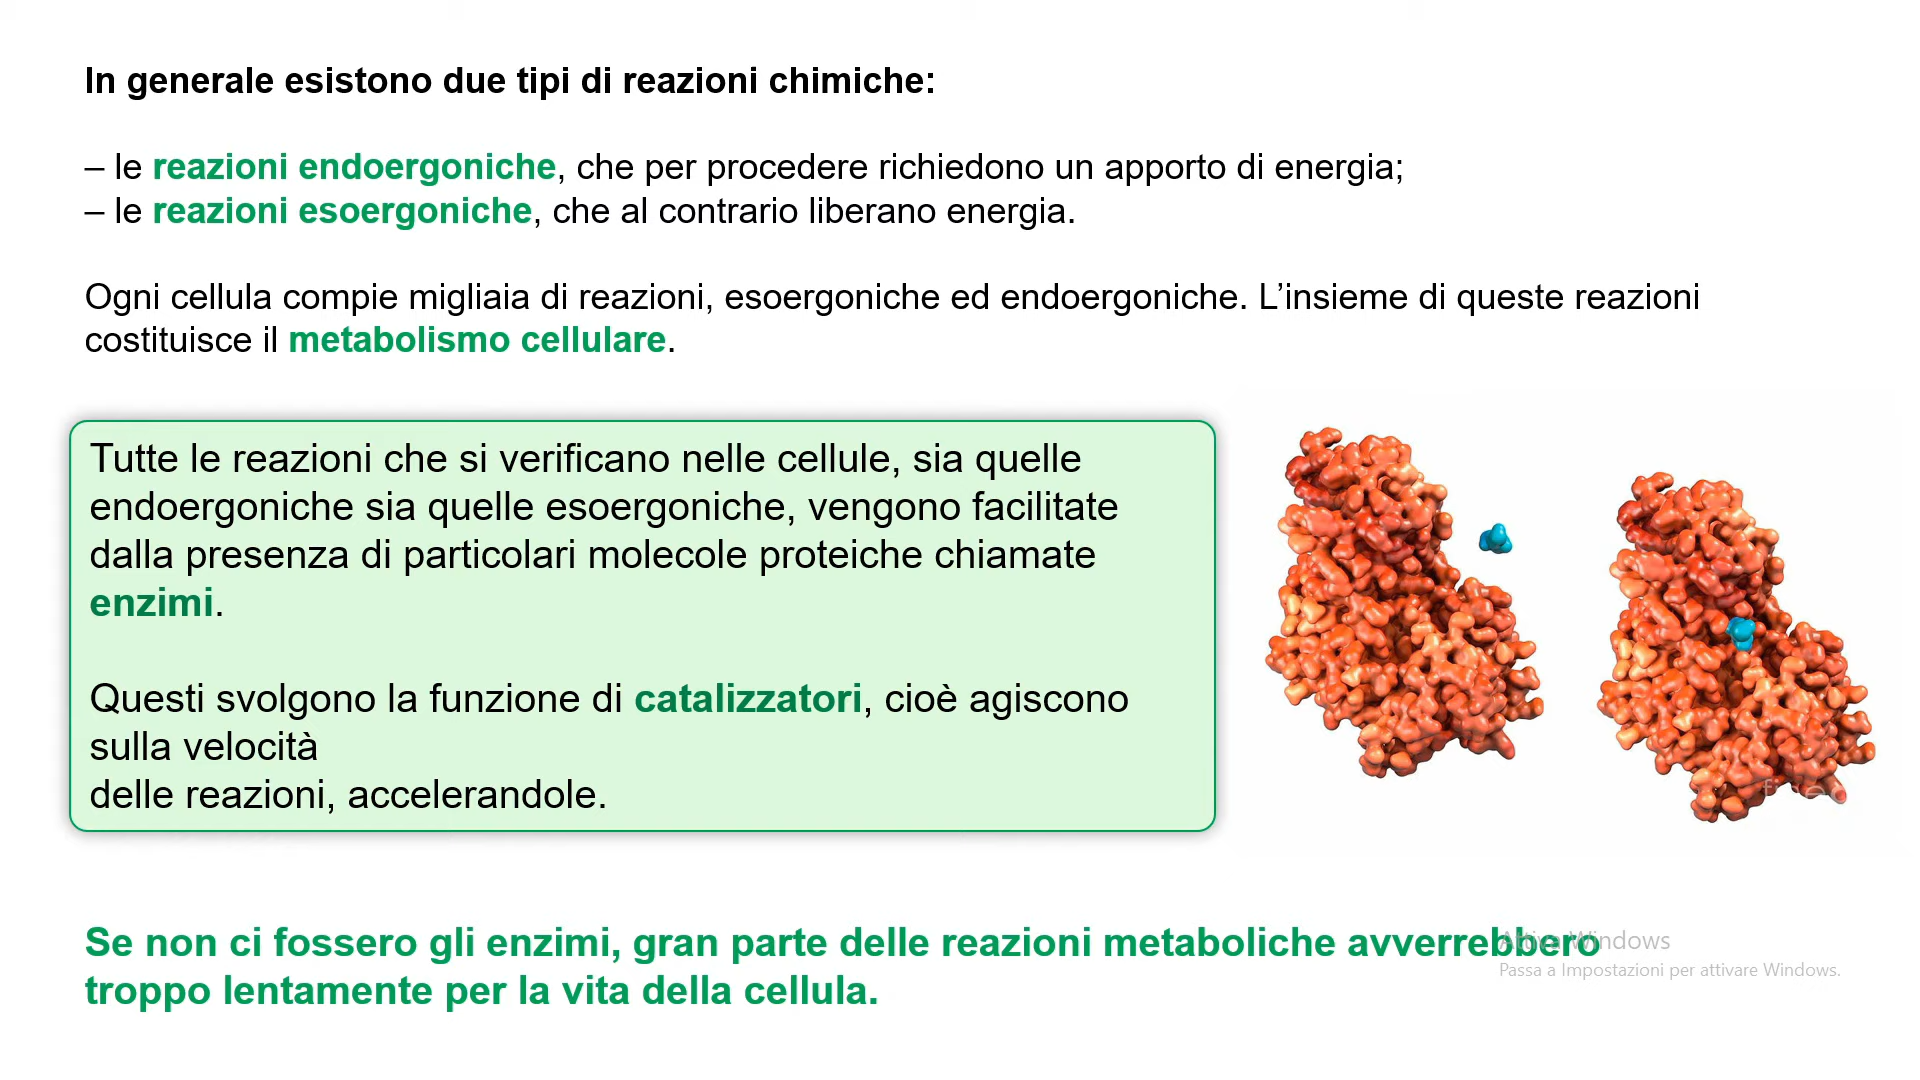 In generale esistono due tipi di reazioni chimiche:
– le reazioni endoergoniche, che per procedere richiedono un apporto di energia;
– le reazioni esoergoniche, che al contrario liberano energia.
Ogni cellula compie migliaia di reazioni, esoergoniche ed endoergoniche. L’insieme di queste reazioni
costituisce il metabolismo cellulare.
Tutte le reazioni che si verificano nelle cellule, sia quelle
endoergoniche sia quelle esoergoniche, vengono facilitate
dalla presenza di particolari molecole proteiche chiamate
enzimi.
Questi svolgono la funzione di catalizzatori, cioè agiscono
sulla velocità
delle reazioni, accelerandole.
Se non ci fossero gli enzimi, gran parte delle reazioni metaboliche avverrebbero
troppo lentamente per la vita della cellula.
Attiva Windows
Passa a Impostazioni per attivare Windows.